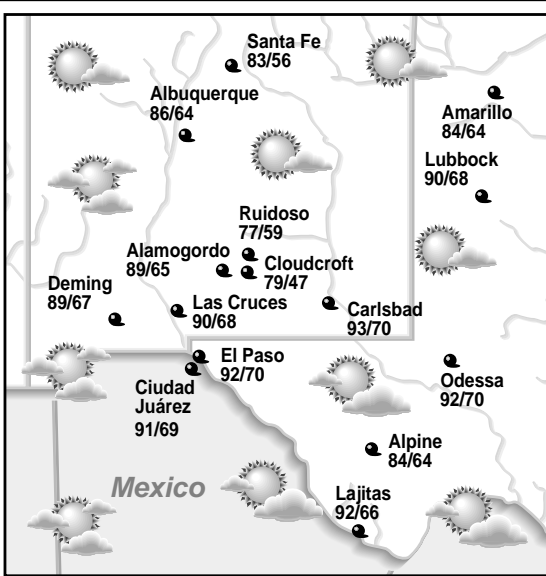 Santa Fe
83/56
Albuquerque
86/64
Amarillo
84/64
Lubbock
90/68
Ruidoso
77/59
Alamogordo
89/65
Cloudcroft
79/47
Deming
89/67
Las Cruces
90/68
Carlsbad
93/70
El Paso
92/70
Ciudad
Juárez
91/69
Odessa
92/70
Alpine
84/64
Mexico
Lajitas
92/66